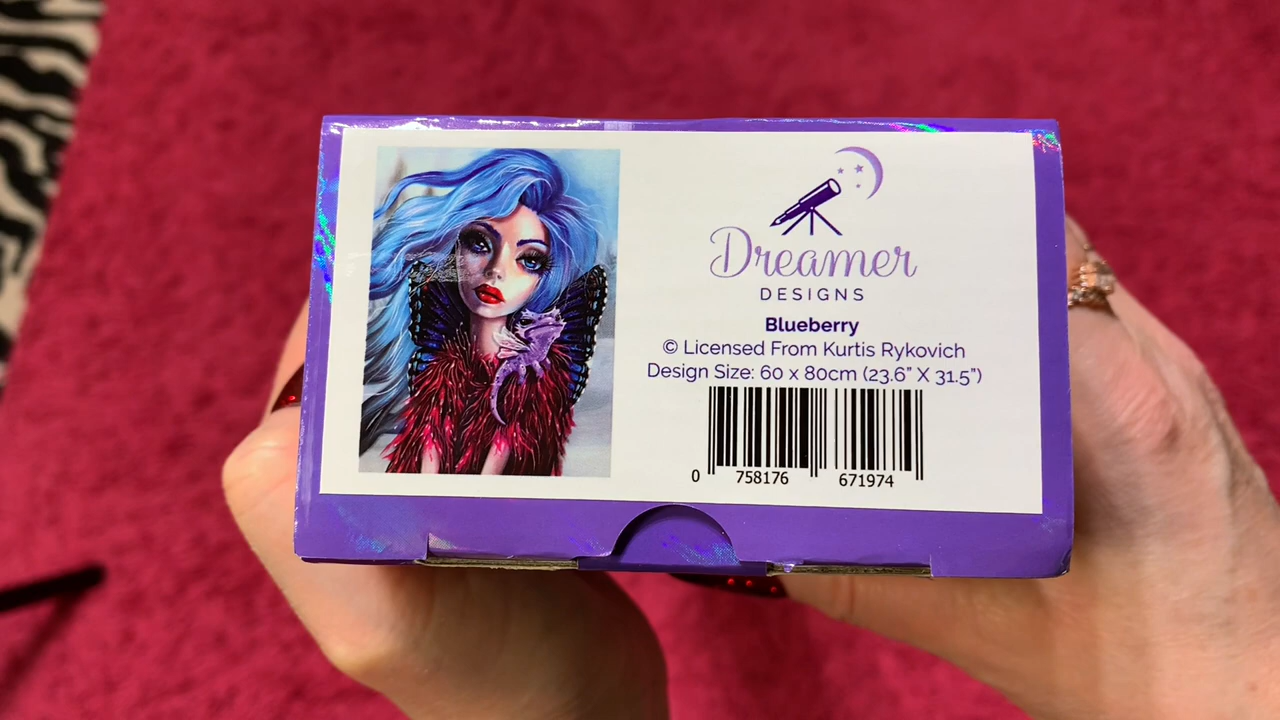 Dreamer
DESIGNS
Blueberry
© Licensed From Kurtis Rykovich
Design Size: 60 x 80cm (23.6” X 31.5”)
0 758176 671974